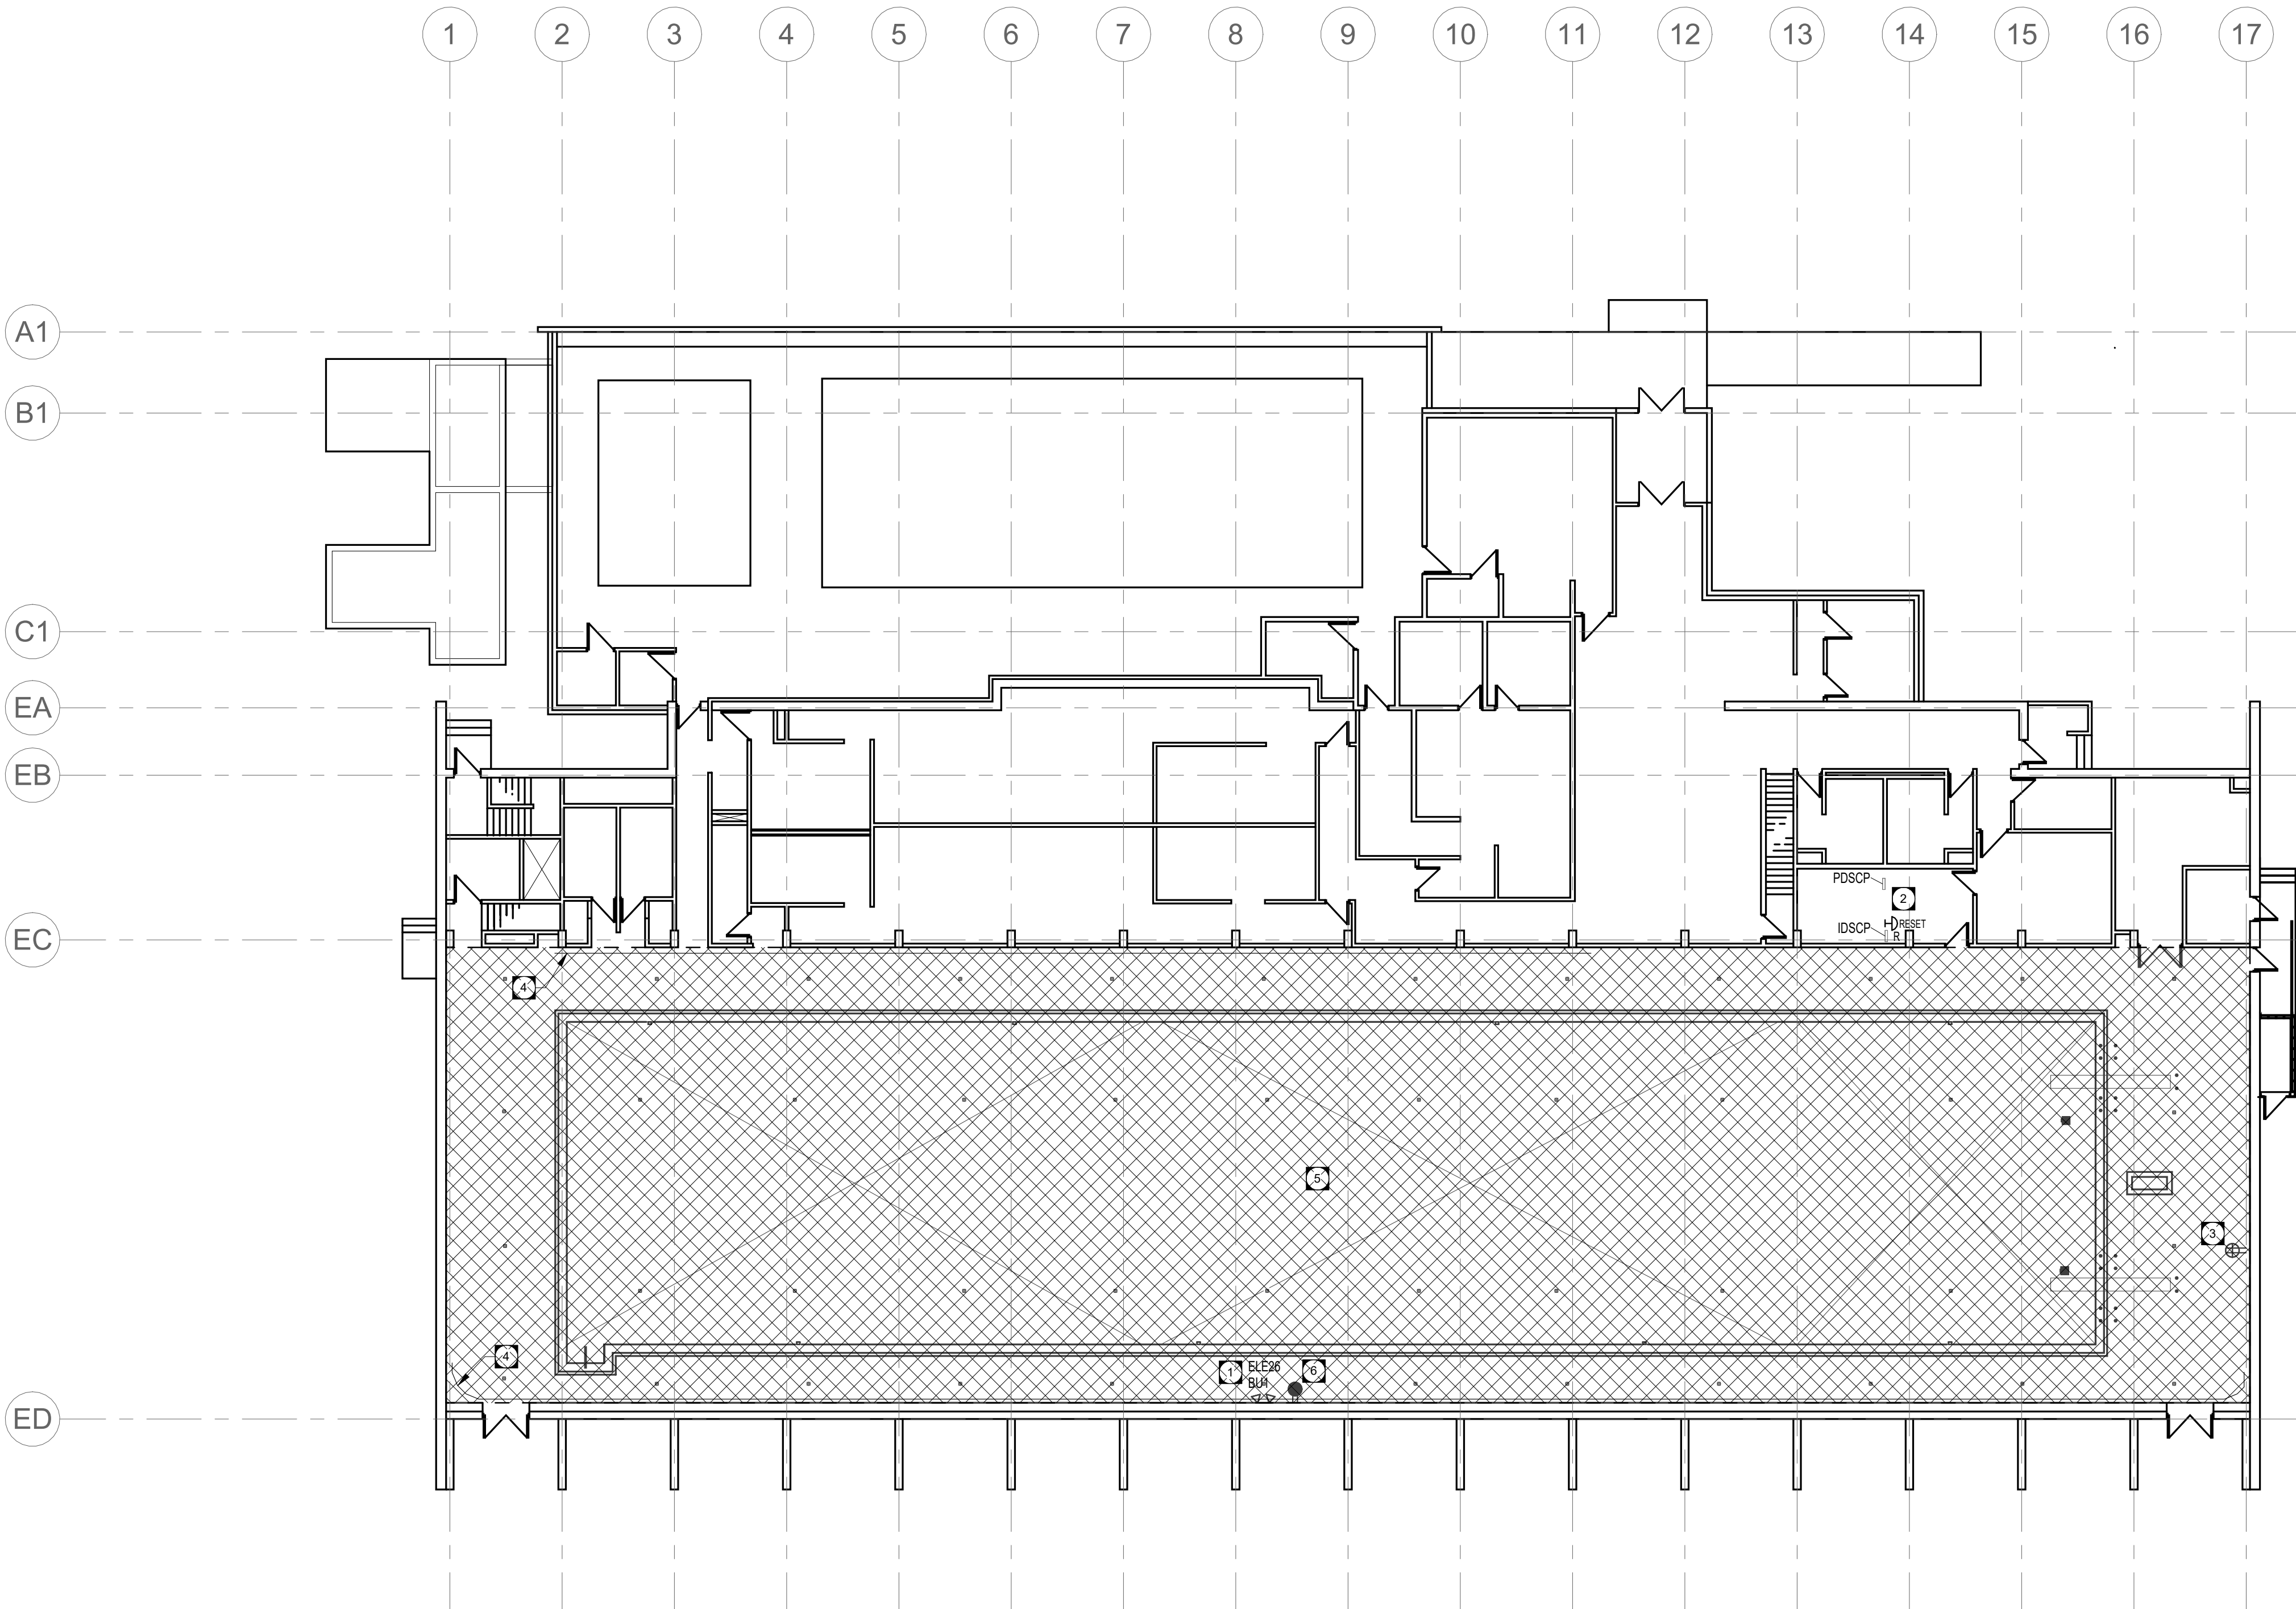 1 2 3 4 5 6 7 8 9 10 11 12 13 14 15 16 17
A1
B1
C1
EA
EB
PDSCP
2
IDSCP
RESET
R
EC
4
5
3
4
1
ELE26
6
BU1
ED